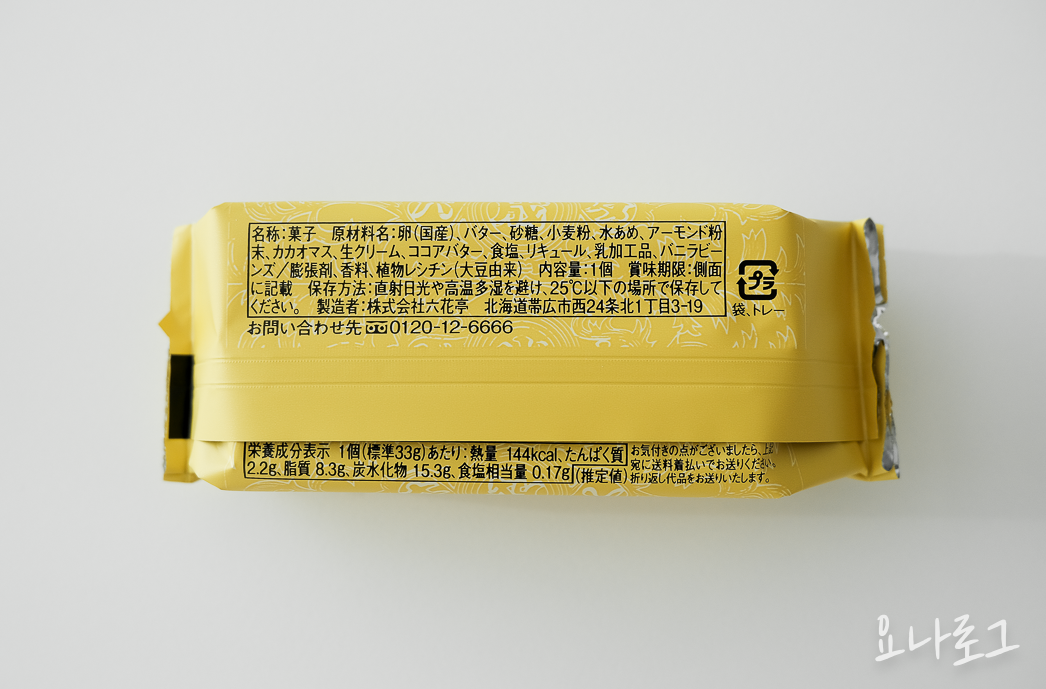 名称:菓子　原材料名:卵(国産)、バター、砂糖、小麦粉、水あめ、アーモンド粉
末、カカオマス、生クリーム、ココアバター、食塩、リキュール、乳加工品、バニラビー
ンズ／膨張剤、香料、植物レシチン(大豆由来)　内容量:1個　賞味期限:側面
に記載　保存方法:直射日光や高温多湿を避け、25℃以下の場所で保存して
ください。　製造者:株式会社六花亭　北海道帯広市西24条北1丁目3-19
お問い合わせ先 0120-12-6666
プラ
袋、トレー
栄養成分表示 1個(標準33g)あたり:熱量 144kcal、たんぱく質
2.2g、脂質 8.3g、炭水化物 15.3g、食塩相当量 0.17g
(推定値)
お気付きの点がございましたら、上記
宛に送料着払いでお送りください。
折り返し代品をお送りいたします。
요나로그